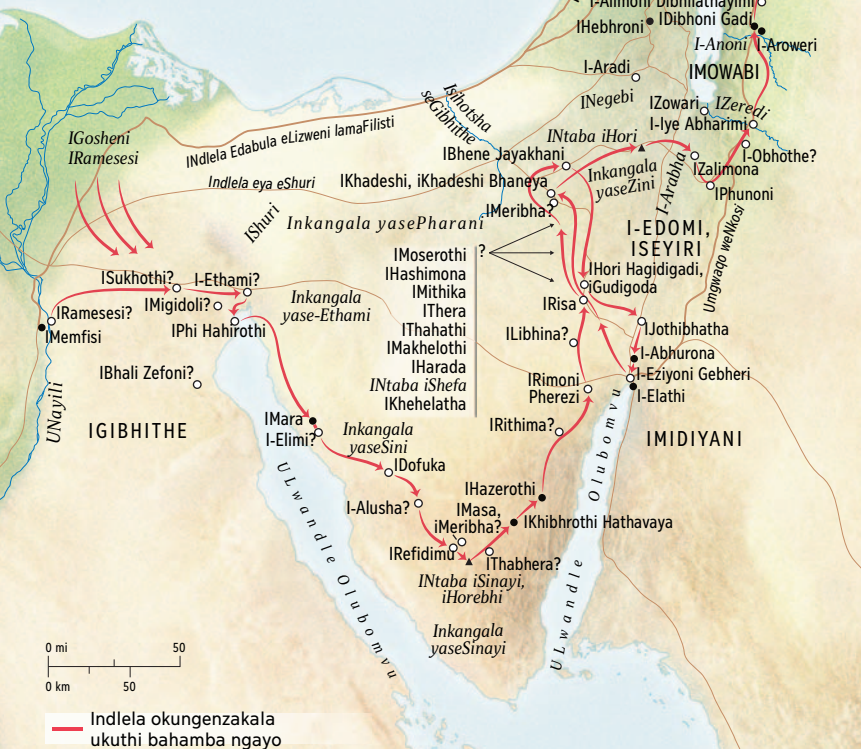 I-Alimoni Dibhilathayimi
IHebhroni
IDibhoni Gadi
I-Anoni
I-Aroweri
I-Aradi
IMOWABI
INegebi
IZowari
IZeredi
I-Iye Abharimi
Isihotsha
seGibhithe
INtaba iHori
I-Obhothe?
IGosheni
IRamesesi
INdlela Edabula eLizweni lamaFilisti
IBhene Jayakhani
IZalimona
Indlela eya eShuri
IKhadeshi, iKhadeshi Bhaneya
Inkangala
yaseZini
I-Arabha
IPhunoni
IMeribha?
IShuri
Inkangala yasePharani
I-EDOMI,
ISEYIRI
Umgwaqo weNkosi
IMoserothi
IHashimona
IMithika
IThera
IThahathi
IMakhelothi
IHarada
INtaba iShefa
IKhehelatha
?
IHori Hagidigadi,
iGudigoda
ISukhothi?
I-Ethami?
IMigidoli?
Inkangala
yase-Ethami
IRisa
IRamesesi?
IMemfisi
IPhi Hahirothi
IJothibhatha
ILibhina?
I-Abhurona
IBhali Zefoni?
IRimoni
Pherezi
I-Eziyoni Gebheri
I-Elathi
UNayili
IGIBHITHE
IMara
I-Elimi?
Inkangala
yaseSini
IRithima?
IMIDIYANI
IDofuka
ULwandle Olubomvu
ULwandle Olubomvu
I-Alusha?
IHazerothi
IMasa,
iMeribha?
IKhibhrothi Hathavaya
IRefidimu
IThabhera?
INtaba iSinayi,
iHorebhi
Inkangala
yaseSinayi
0 mi 50
0 km 50
Indlela okungenzakala
ukuthi bahamba ngayo